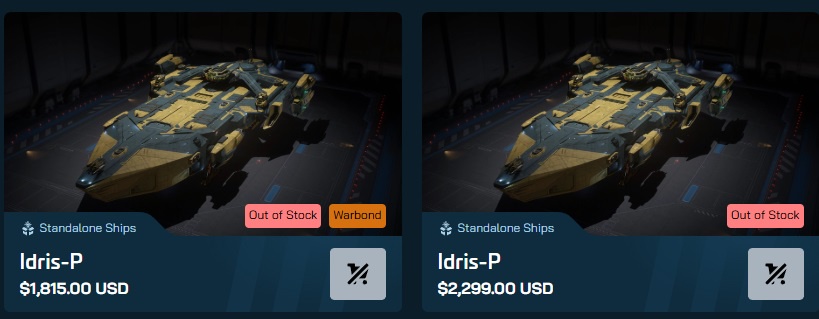 Out of Stock Warbond
Standalone Ships
Idris-P
$1,815.00 USD
Out of Stock
Standalone Ships
Idris-P
$2,299.00 USD